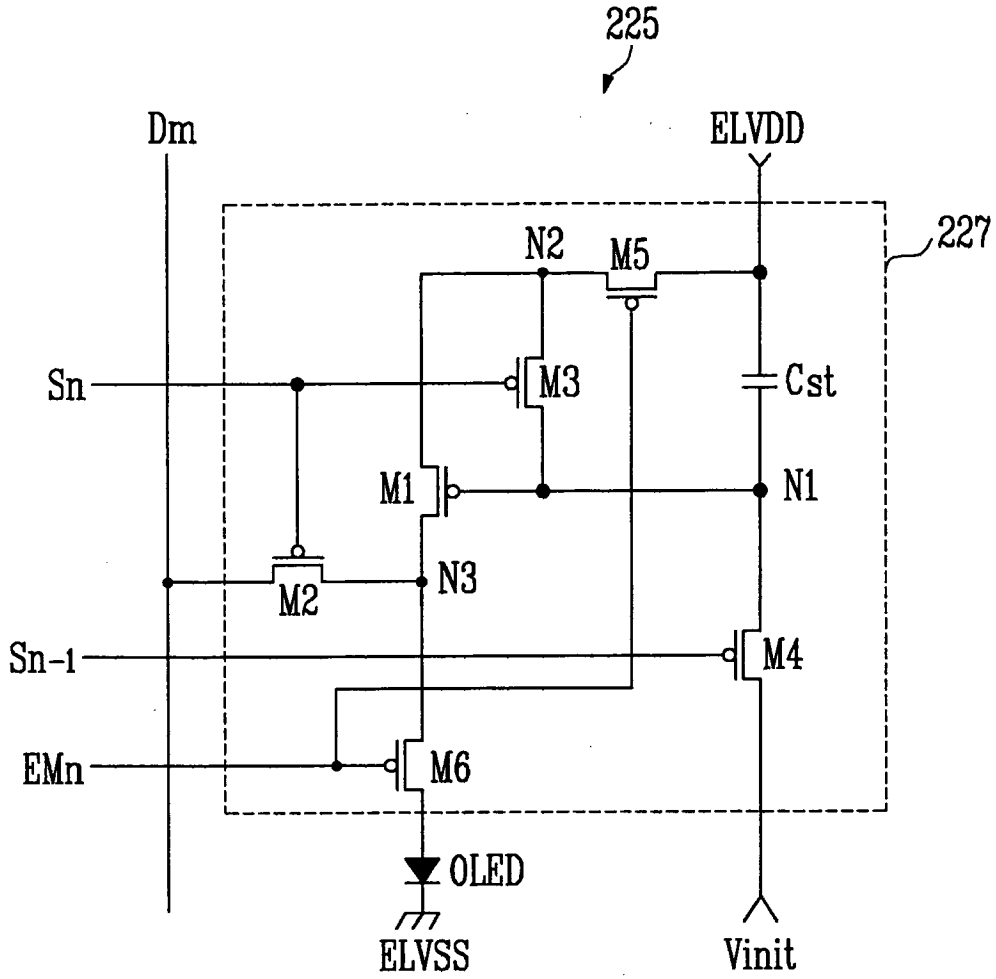 225
Dm
ELVDD
227
N2
M5
Sn
M3
Cst
M1
N1
M2
N3
Sn-1
M4
EMn
M6
OLED
ELVSS
Vinit